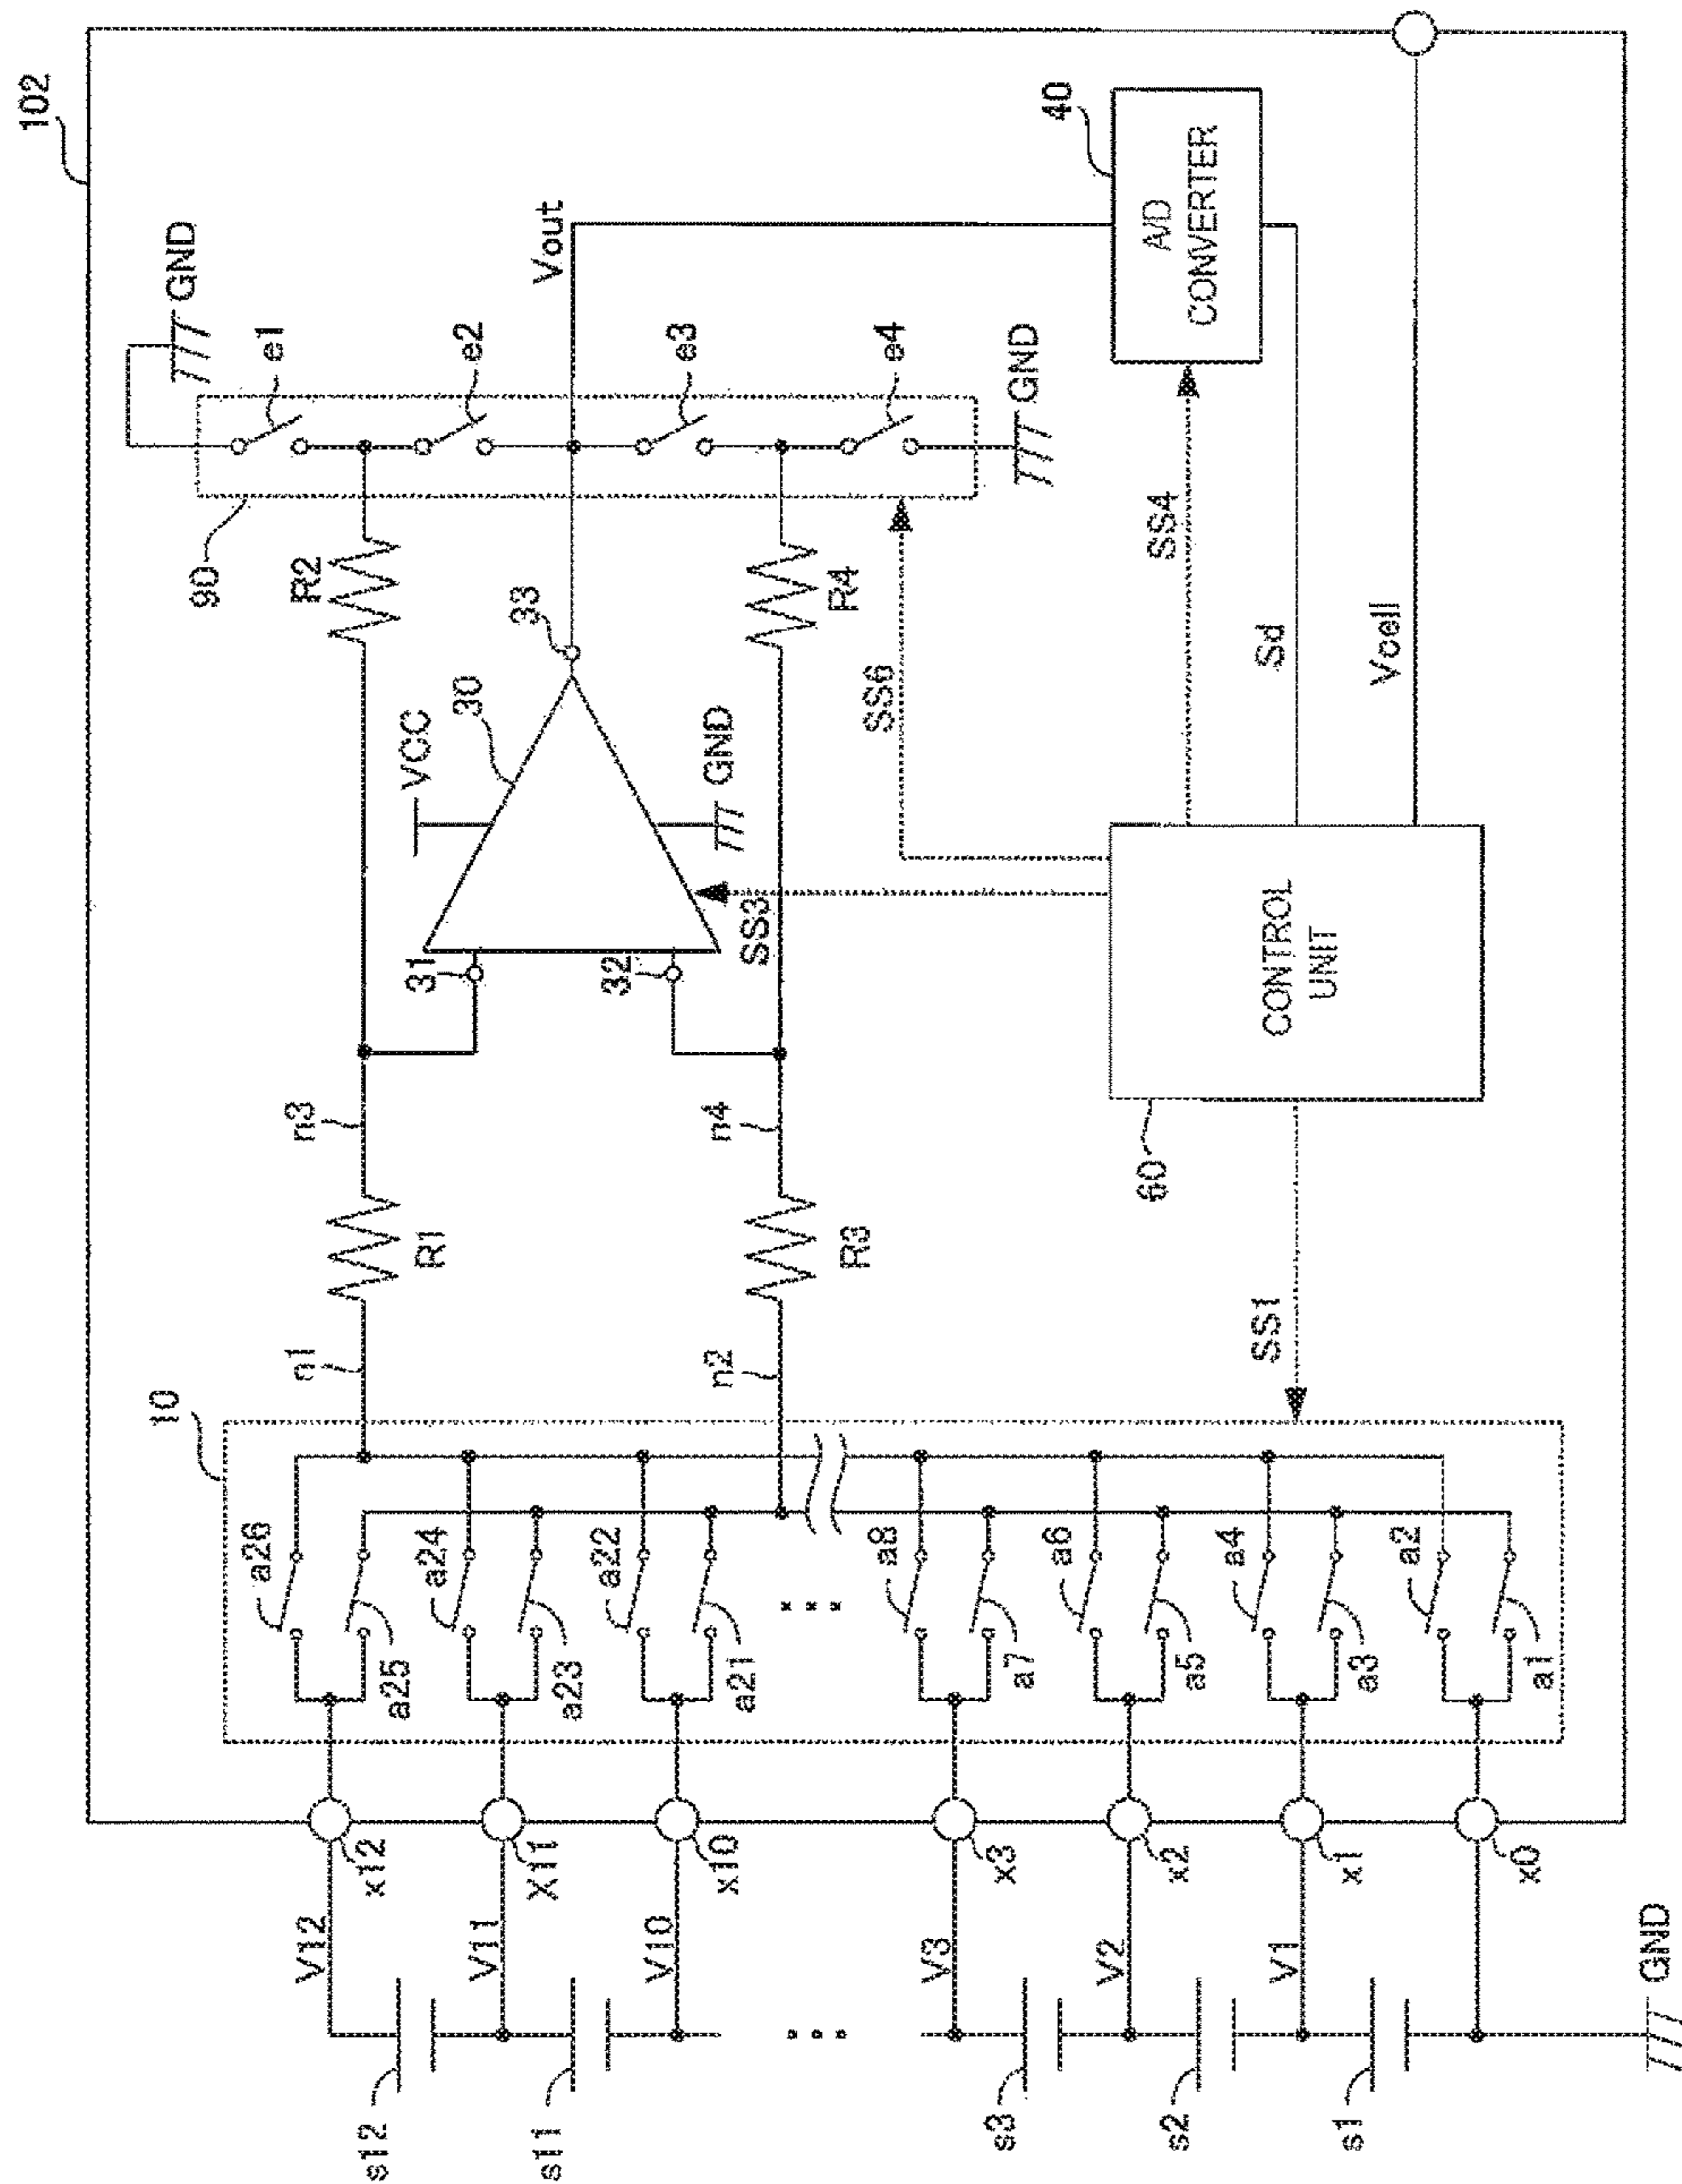 102
GND
e1
e2
Vout
e3
e4
GND
90
R2
33
R4
40
A/D
CONVERTER
VCC
30
GND
31
32
SS3
SS6
SS4
Sd
Vcell
n3
n4
R1
R3
CONTROL
UNIT
60
SS1
n1
n2
10
a26
a25
a24
a23
a22
a21
a8
a7
a6
a5
a4
a3
a2
a1
x12
X11
x10
x3
x2
x1
x0
V12
V11
V10
V3
V2
V1
s12
s11
s3
s2
s1
GND